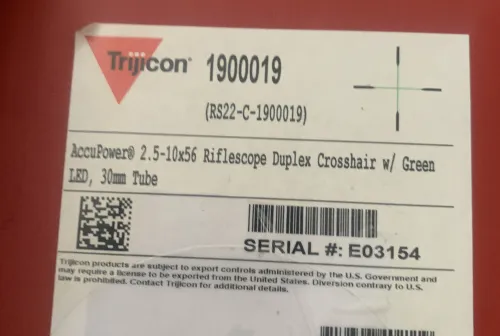 Trijicon® 1900019
(RS22-C-1900019)
AccuPower® 2.5-10x56 Riflescope Duplex Crosshair w/ Green
LED, 30mm Tube
SERIAL #: E03154
Trijicon products are subject to export controls administered by the U.S. Government and
may require a license to be exported from the United States. Diversion contrary to U.S.
law is prohibited. Contact Trijicon for additional details.